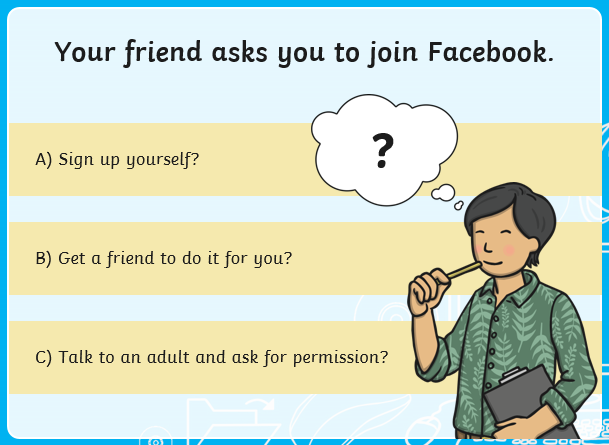 Your friend asks you to join Facebook.
?
A) Sign up yourself?
B) Get a friend to do it for you?
C) Talk to an adult and ask for permission?